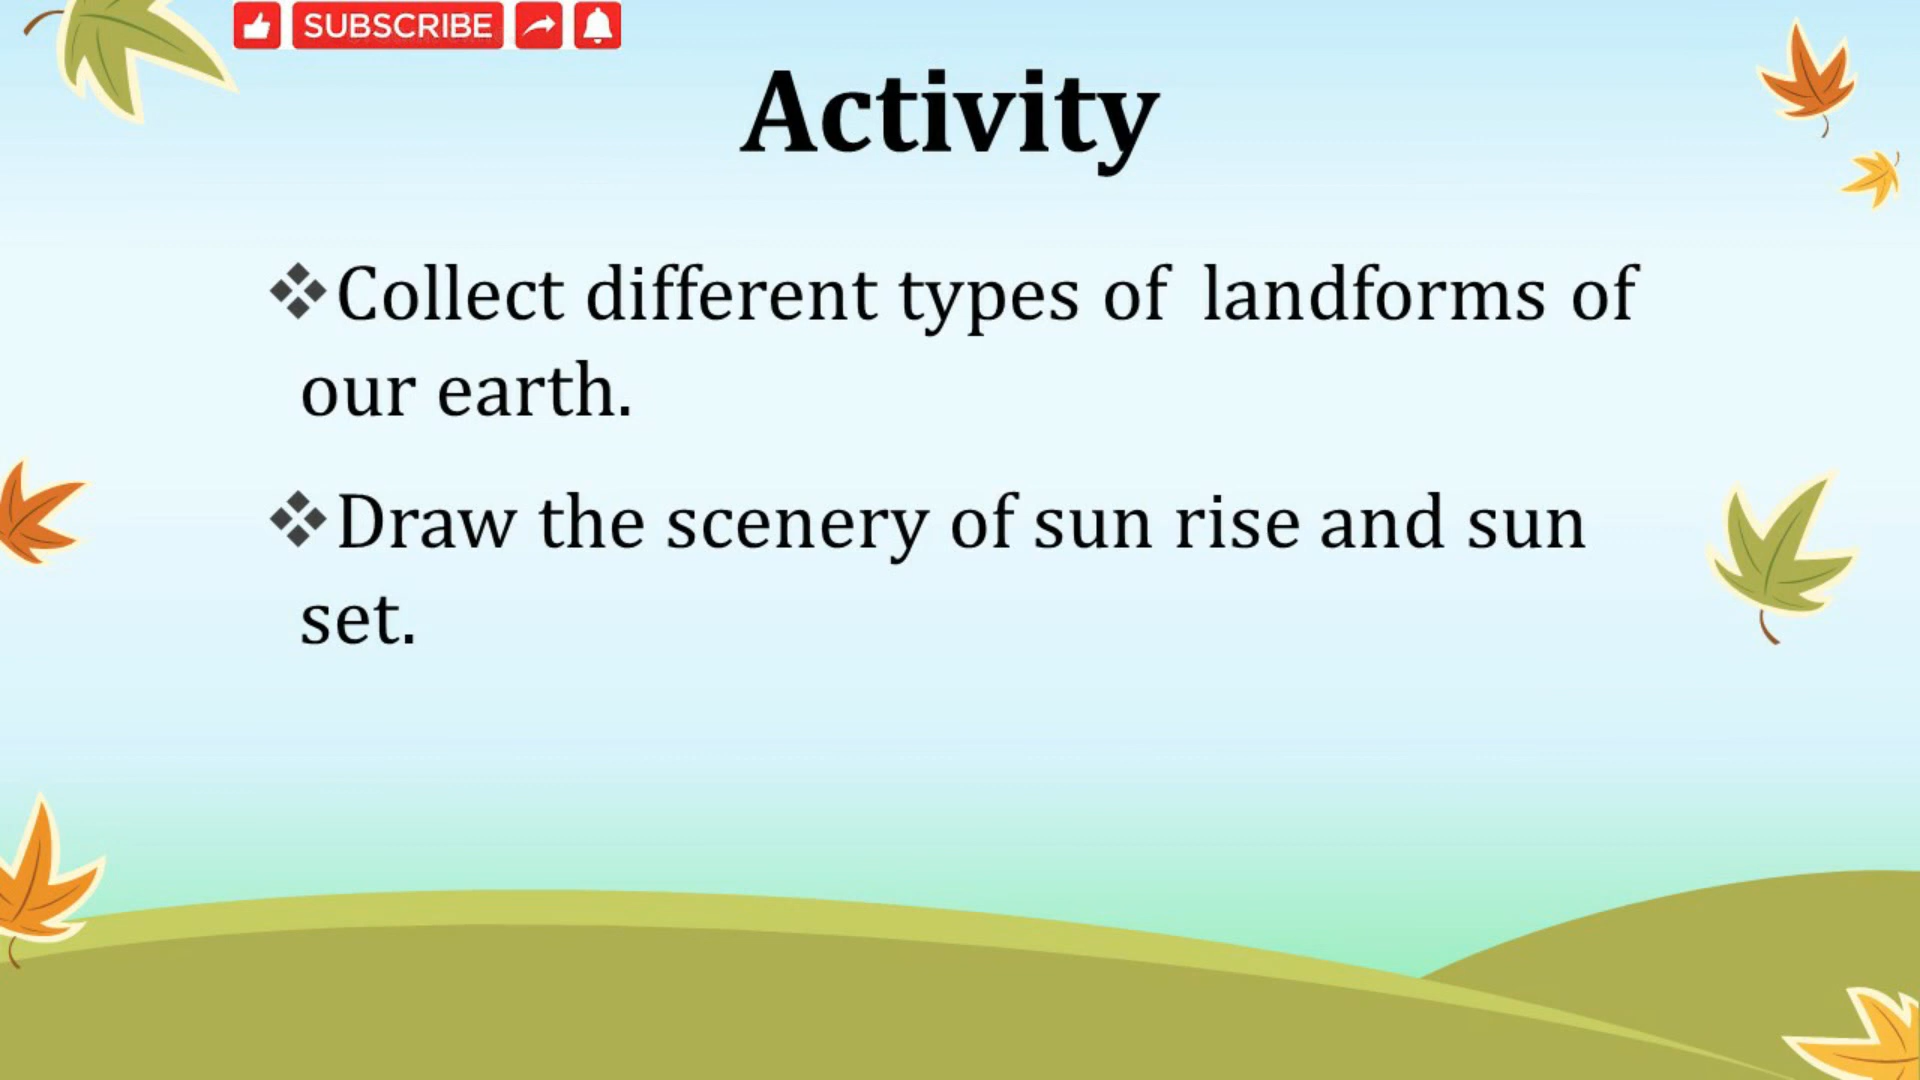 SUBSCRIBE
Activity
❖Collect different types of landforms of
our earth.
❖Draw the scenery of sun rise and sun
set.